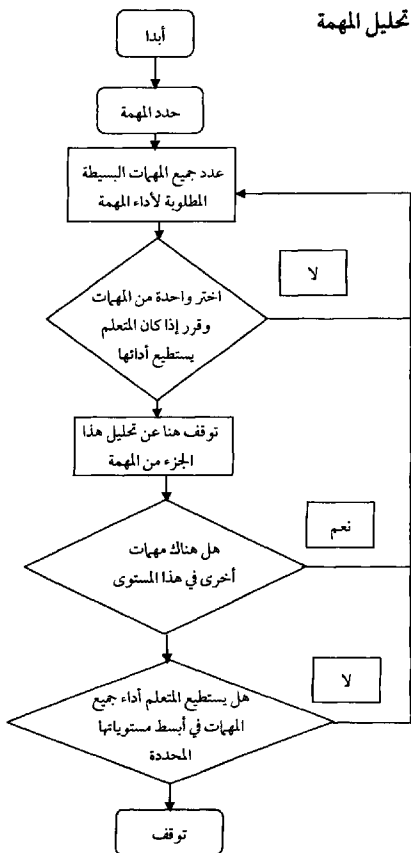 تحليل المهمة
أبدا
حدد المهمة
عدد جميع المهمات البسيطة
المطلوبة لأداء المهمة
لا
اختر واحدة من المهمات
وقرر إذا كان المتعلم
يستطيع أدائها
توقف هنا عن تحليل هذا
الجزء من المهمة
نعم
هل هناك مهمات
أخرى في هذا المستوى
لا
هل يستطيع المتعلم أداء جميع
المهمات في أبسط مستوياتها
المحددة
توقف